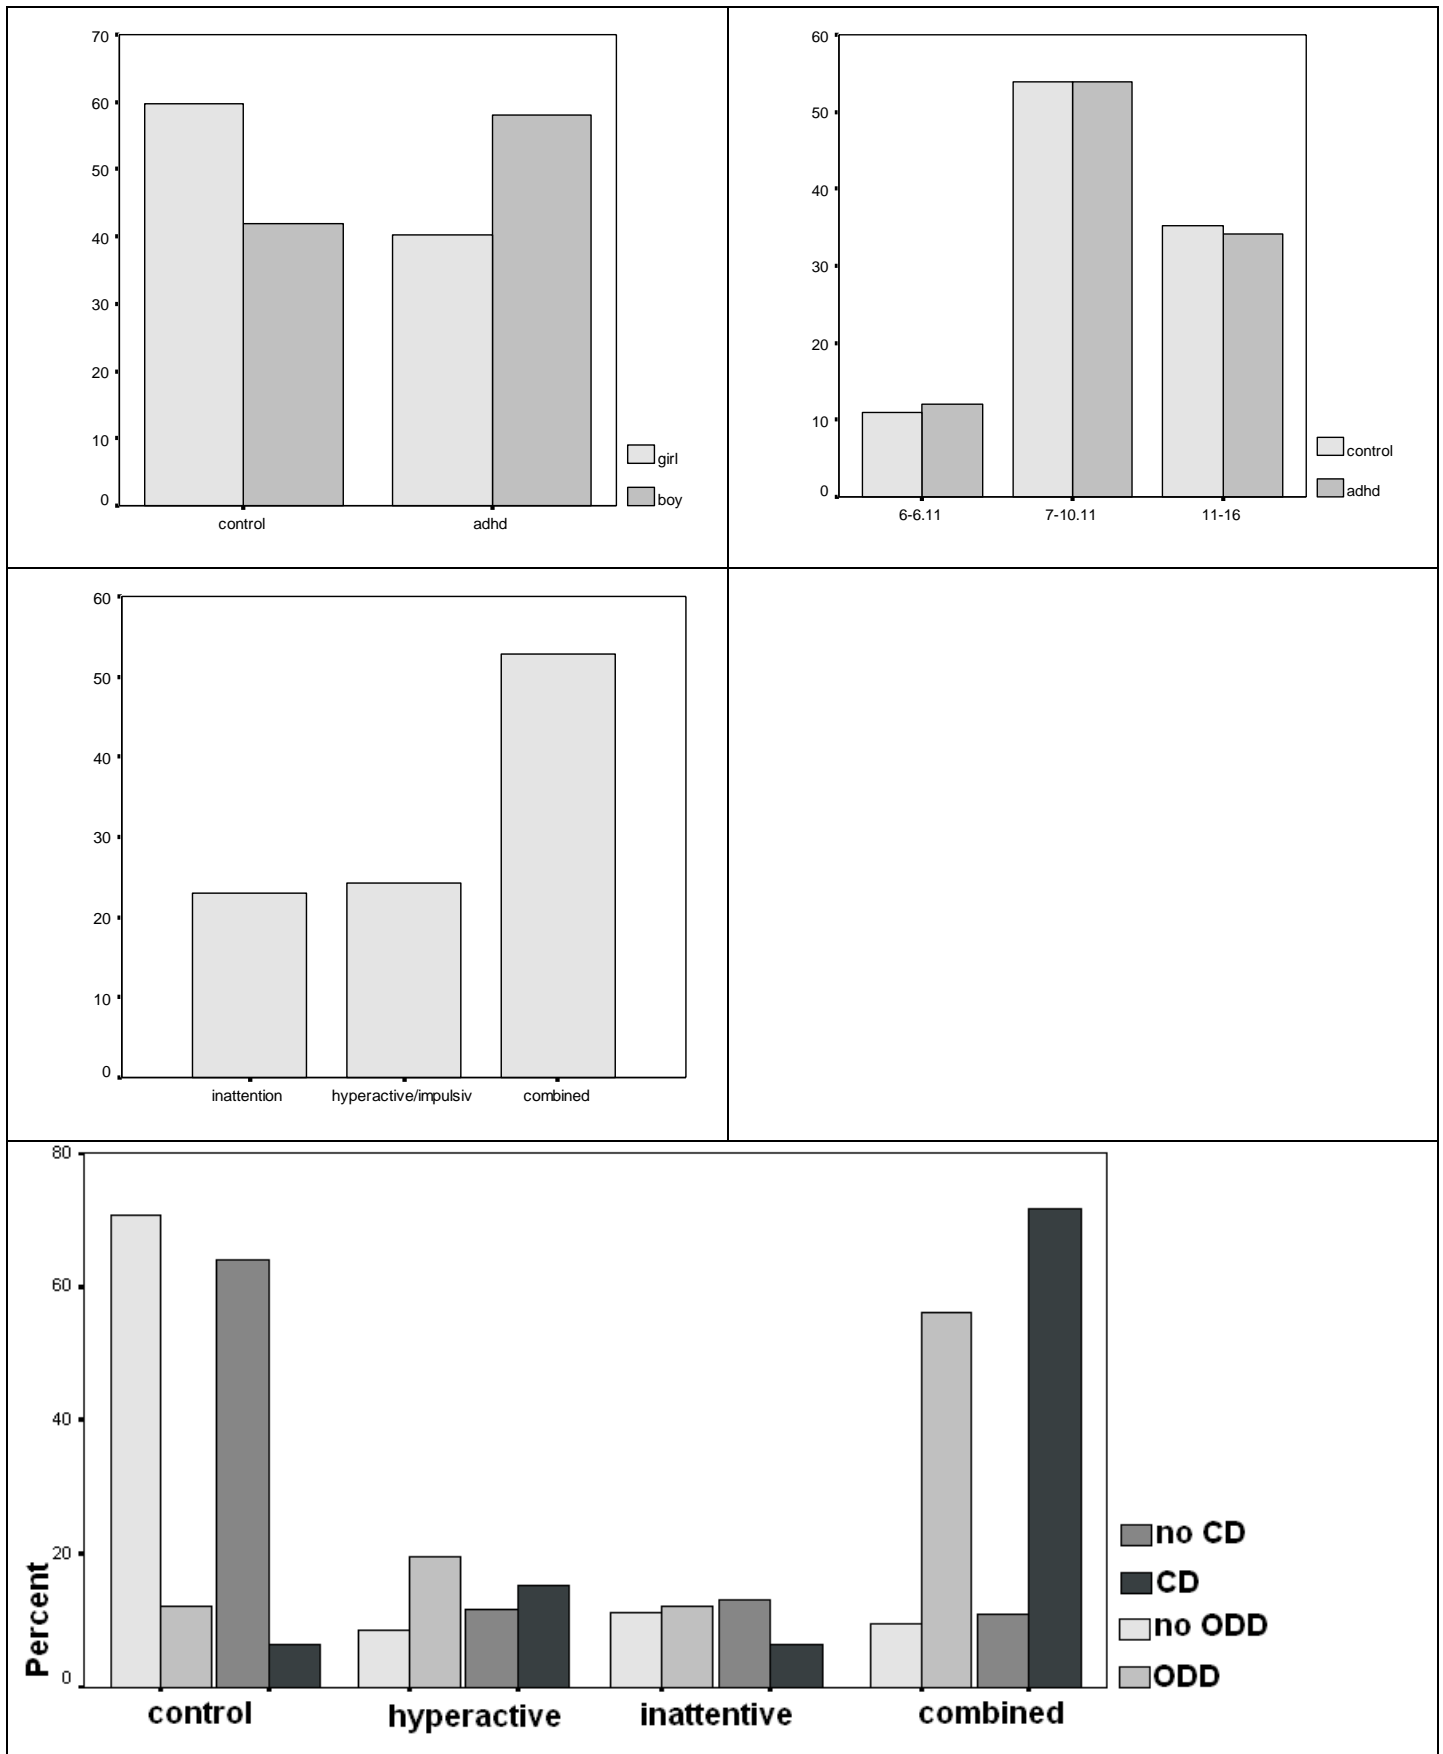 70
60
50
40
30
20
10
0
control
adhd
girl
boy
60
50
40
30
20
10
0
6-6.11
7-10.11
11-16
control
adhd
60
50
40
30
20
10
0
inattention
hyperactive/impulsiv
combined
80
60
40
20
0
Percent
control
hyperactive
inattentive
combined
no CD
CD
no ODD
ODD